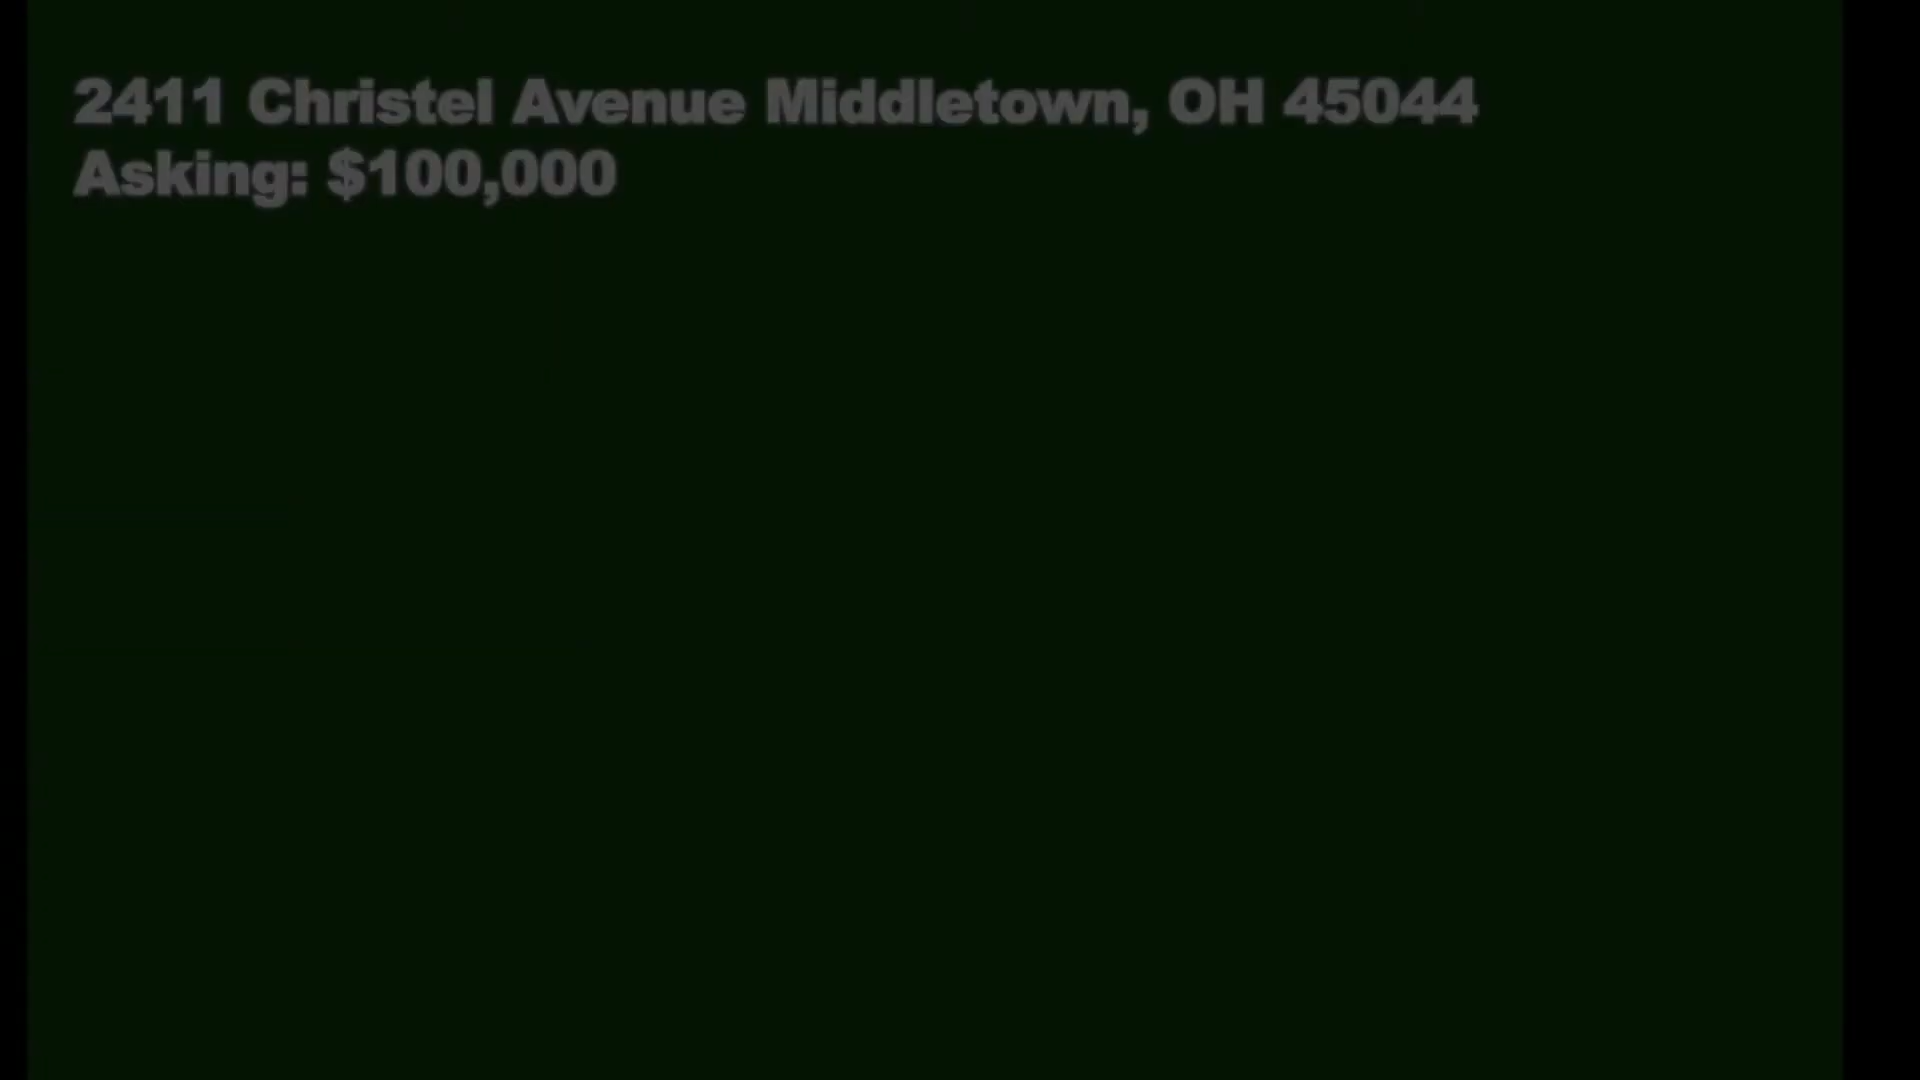 2411 Christel Avenue Middletown, OH 45044
Asking: $100,000